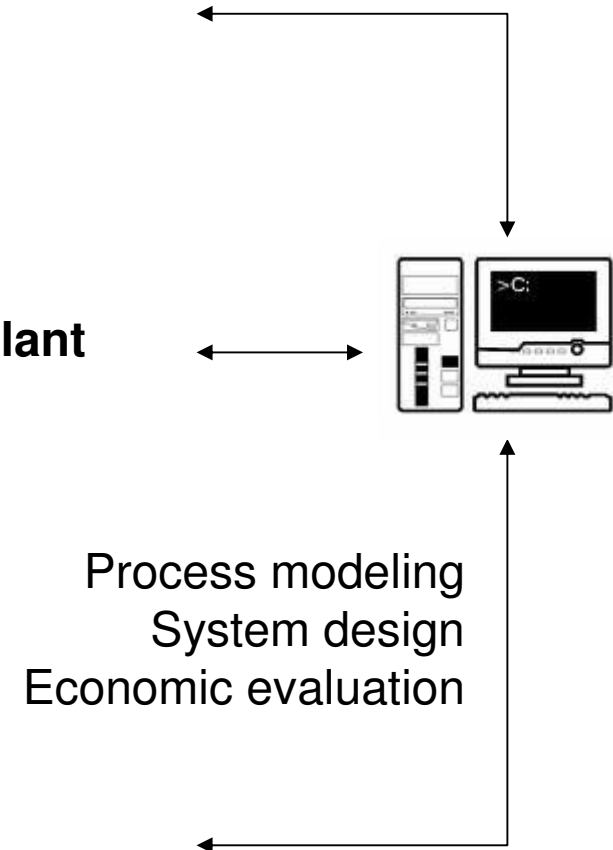 >C:
lant
Process modeling
System design
Economic evaluation